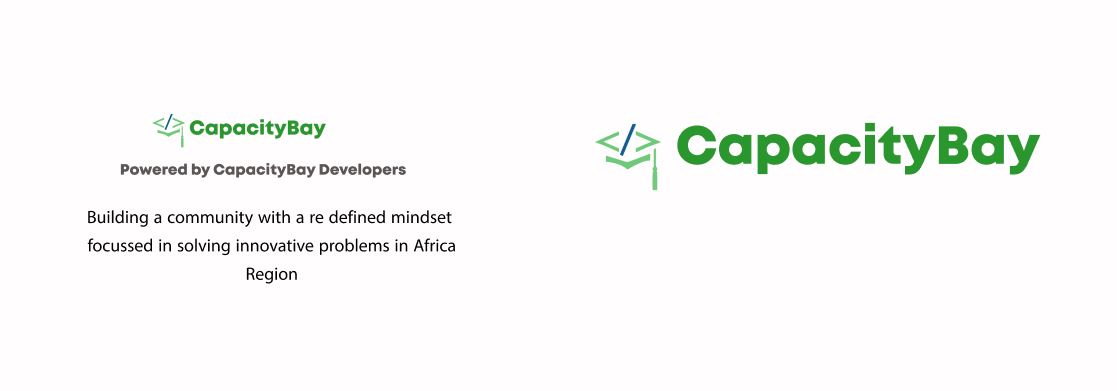 CapacityBay
Powered by CapacityBay Developers
Building a community with a re defined mindset
focussed in solving innovative problems in Africa
Region
CapacityBay